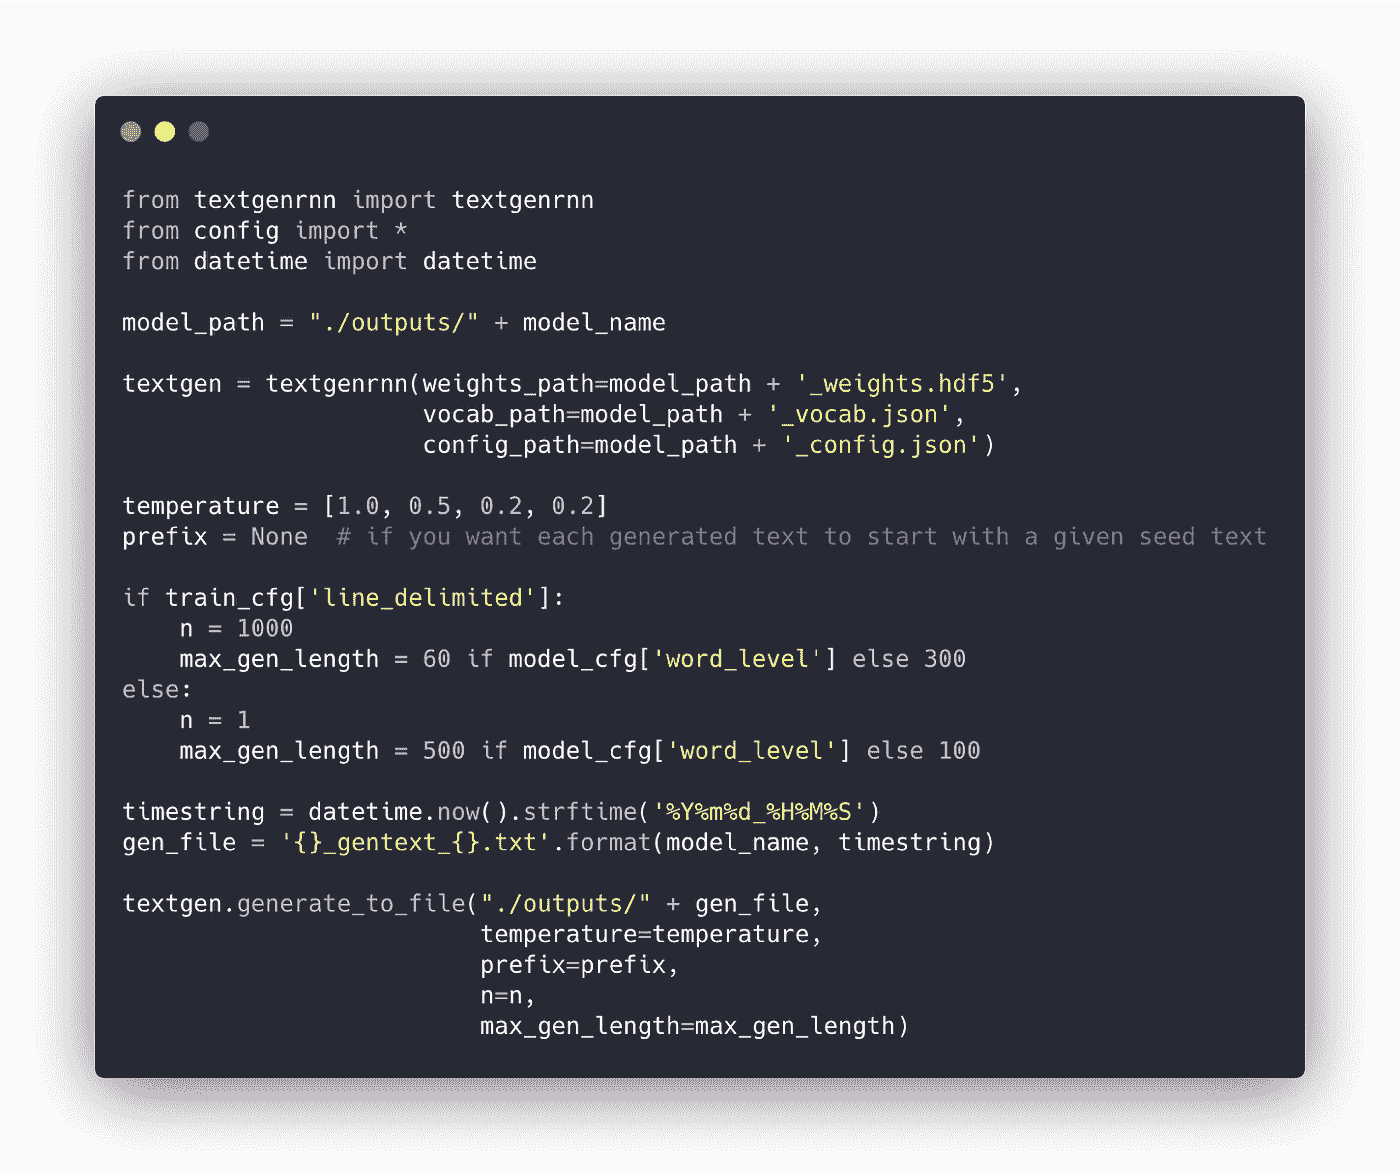 from textgenrnn import textgenrnn
from config import *
from datetime import datetime

model_path = "./outputs/" + model_name

textgen = textgenrnn(weights_path=model_path + '_weights.hdf5',
                     vocab_path=model_path + '_vocab.json',
                     config_path=model_path + '_config.json')

temperature = [1.0, 0.5, 0.2, 0.2]
prefix = None  # if you want each generated text to start with a given seed text

if train_cfg['line_delimited']:
    n = 1000
    max_gen_length = 60 if model_cfg['word_level'] else 300
else:
    n = 1
    max_gen_length = 500 if model_cfg['word_level'] else 100

timestring = datetime.now().strftime('%Y%m%d_%H%M%S')
gen_file = '{}_gentext_{}.txt'.format(model_name, timestring)

textgen.generate_to_file("./outputs/" + gen_file,
                         temperature=temperature,
                         prefix=prefix,
                         n=n,
                         max_gen_length=max_gen_length)